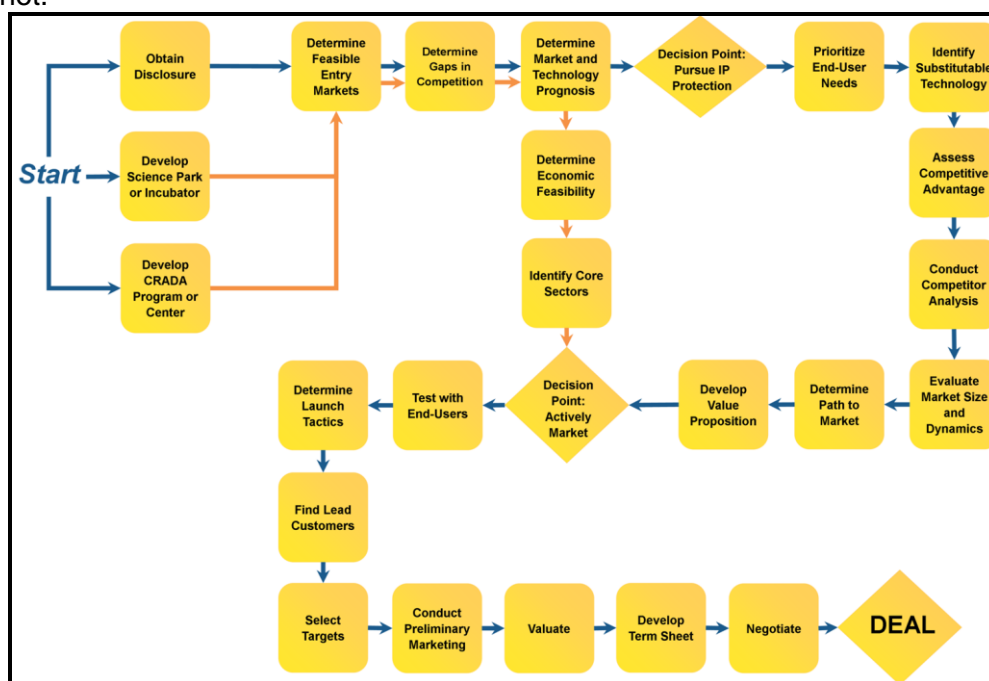 not.
Obtain
Disclosure
Determine
Feasible
Entry
Markets
Determine
Gaps in
Competition
Determine
Market and
Technology
Prognosis
Decision Point:
Pursue IP
Protection
Prioritize
End-User
Needs
Identify
Substitutable
Technology
Start
Develop
Science Park
or Incubator
Determine
Economic
Feasibility
Assess
Competitive
Advantage
Develop
CRADA
Program or
Center
Identify Core
Sectors
Conduct
Competitor
Analysis
Determine
Launch
Tactics
Test with
End-Users
Decision
Point:
Actively
Market
Develop
Value
Proposition
Determine
Path to
Market
Evaluate
Market Size
and
Dynamics
Find Lead
Customers
Select
Targets
Conduct
Preliminary
Marketing
Valuate
Develop
Term Sheet
Negotiate
DEAL